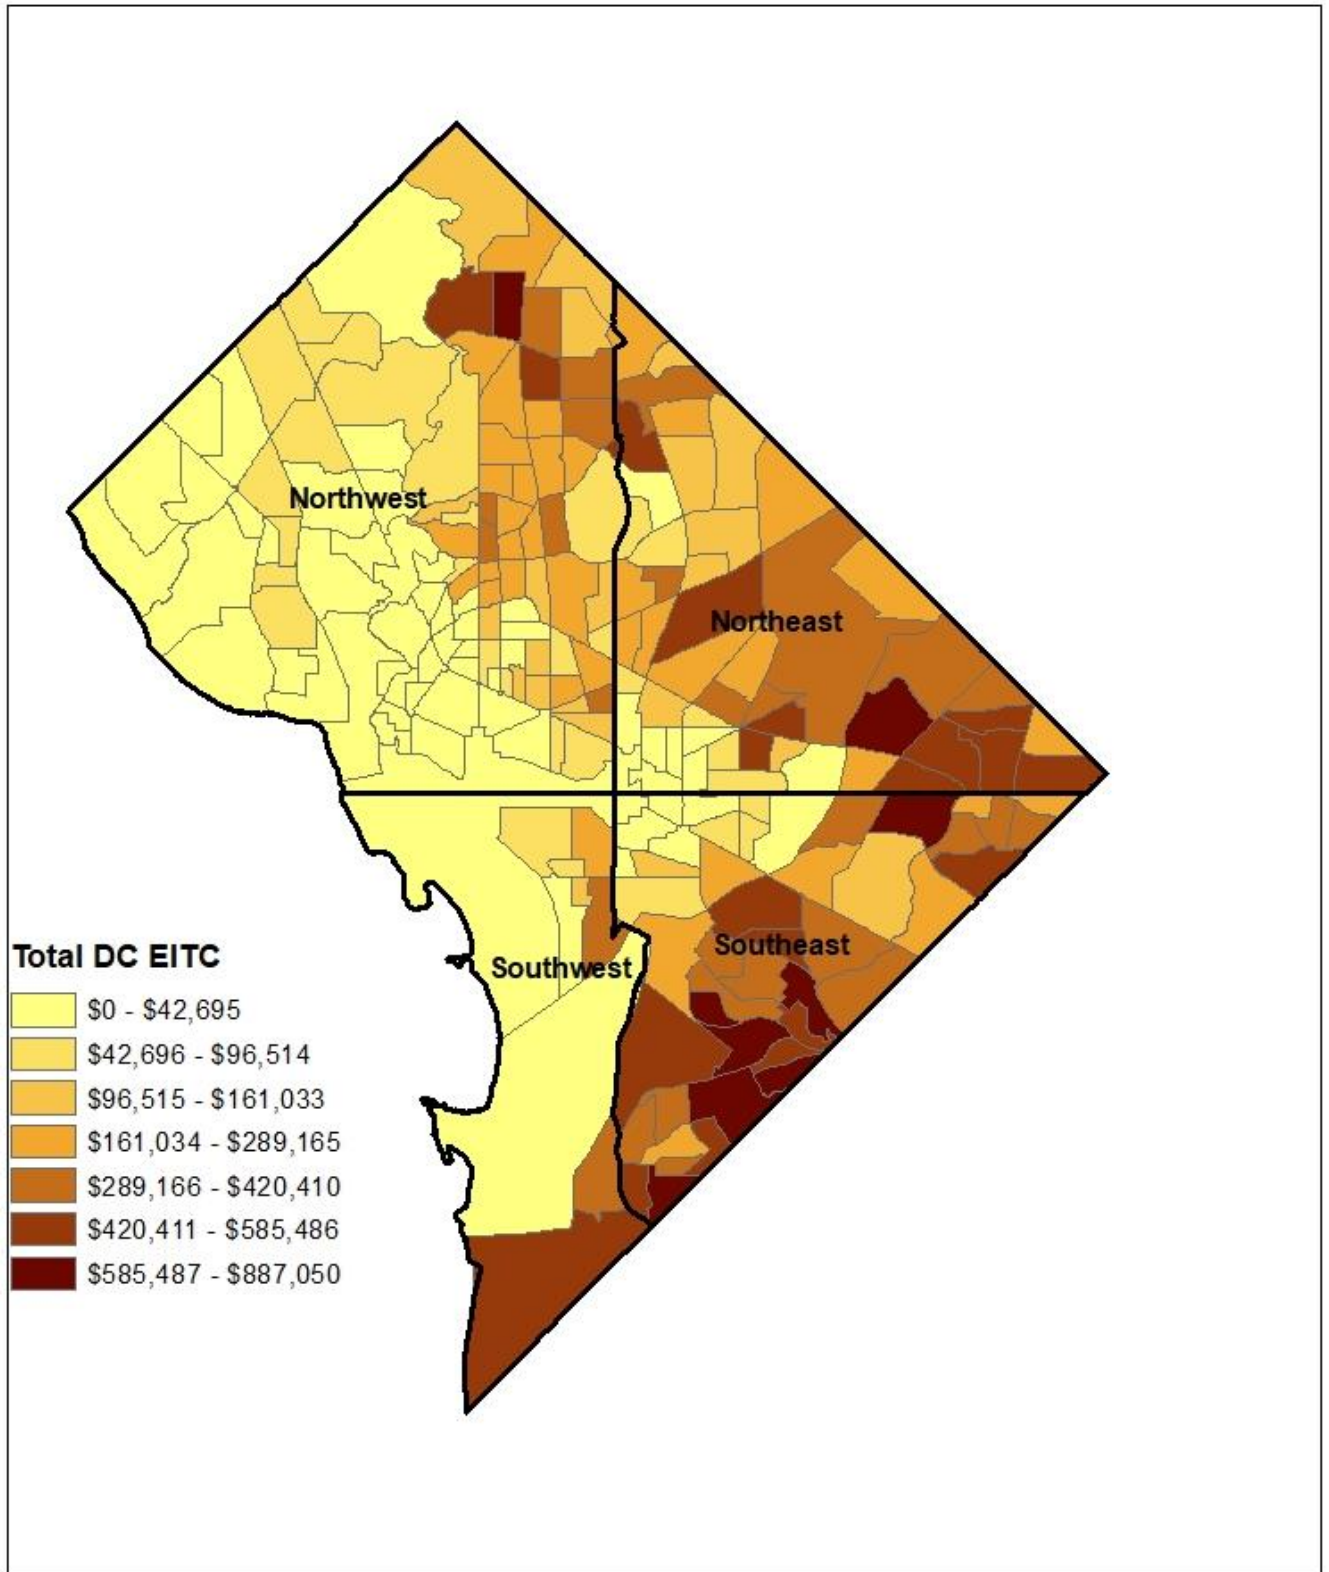 Northwest
Northeast
Southeast
Southwest
Total DC EITC
$0 - $42,695
$42,696 - $96,514
$96,515 - $161,033
$161,034 - $289,165
$289,166 - $420,410
$420,411 - $585,486
$585,487 - $887,050